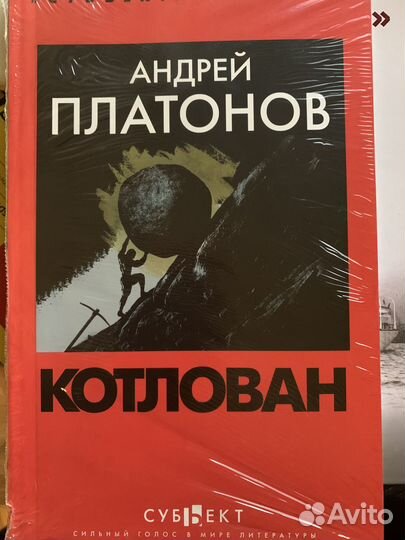 »
АНДРЕЙ
ПЛАТОНОВ
КОТЛОВАН
СУБЪЕКТ
СИЛЬНЫЙ ГОЛОС В МИРЕ ЛИТЕРАТУРЫ
Avito